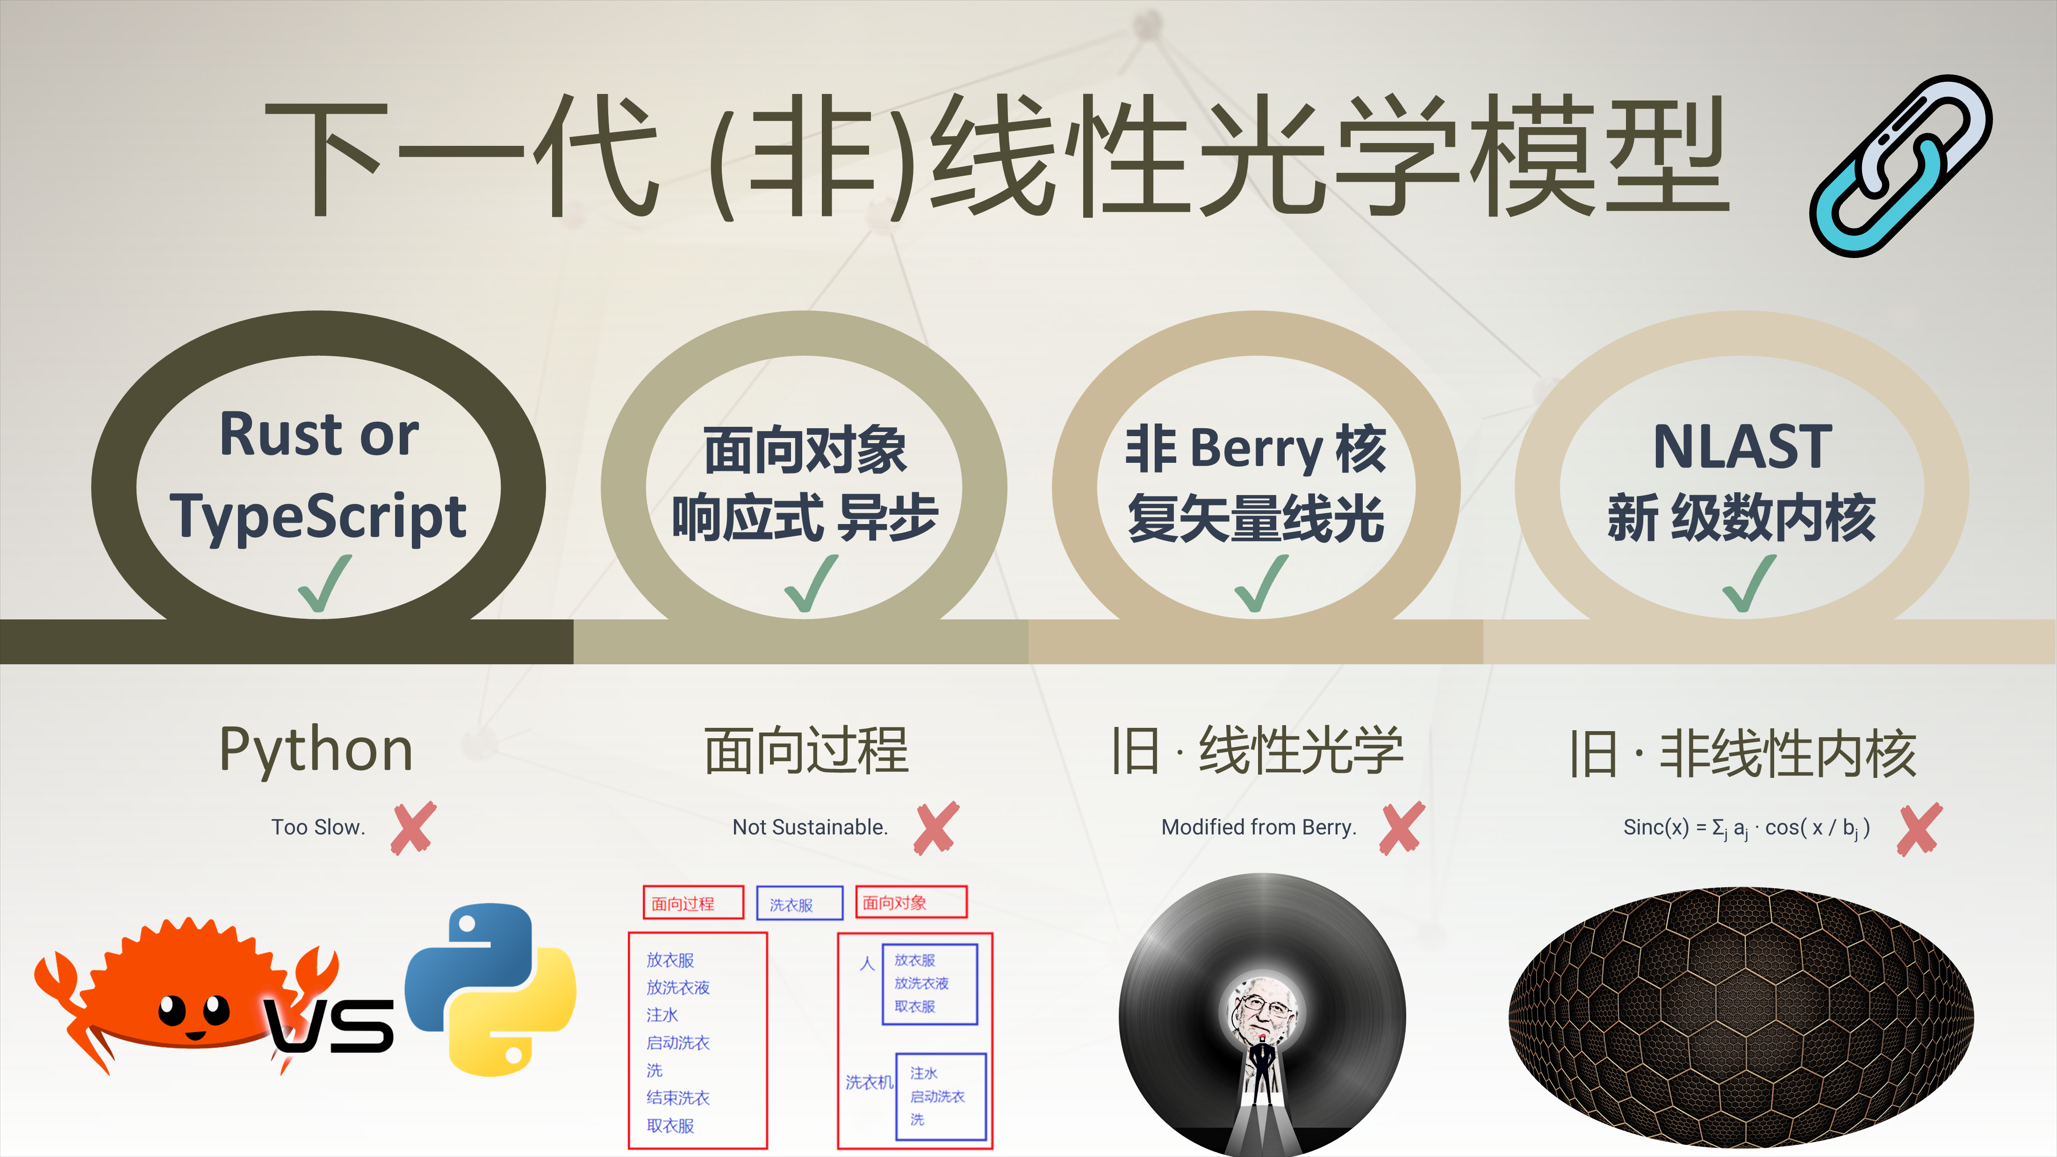 下一代 (非)线性光学模型
Rust or
TypeScript
面向对象
响应式 异步
非 Berry 核
复矢量线光
NLAST
新 级数内核
Python
Too Slow.
面向过程
Not Sustainable.
旧 · 线性光学
Modified from Berry.
旧 · 非线性内核
Sinc(x) = Σj aj · cos( x / bj )
VS
面向过程
洗衣服
面向对象
放衣服
放洗衣液
注水
启动洗衣
洗
结束洗衣
取衣服
人
放衣服
放洗衣液
取衣服
洗衣机
注水
启动洗衣
洗